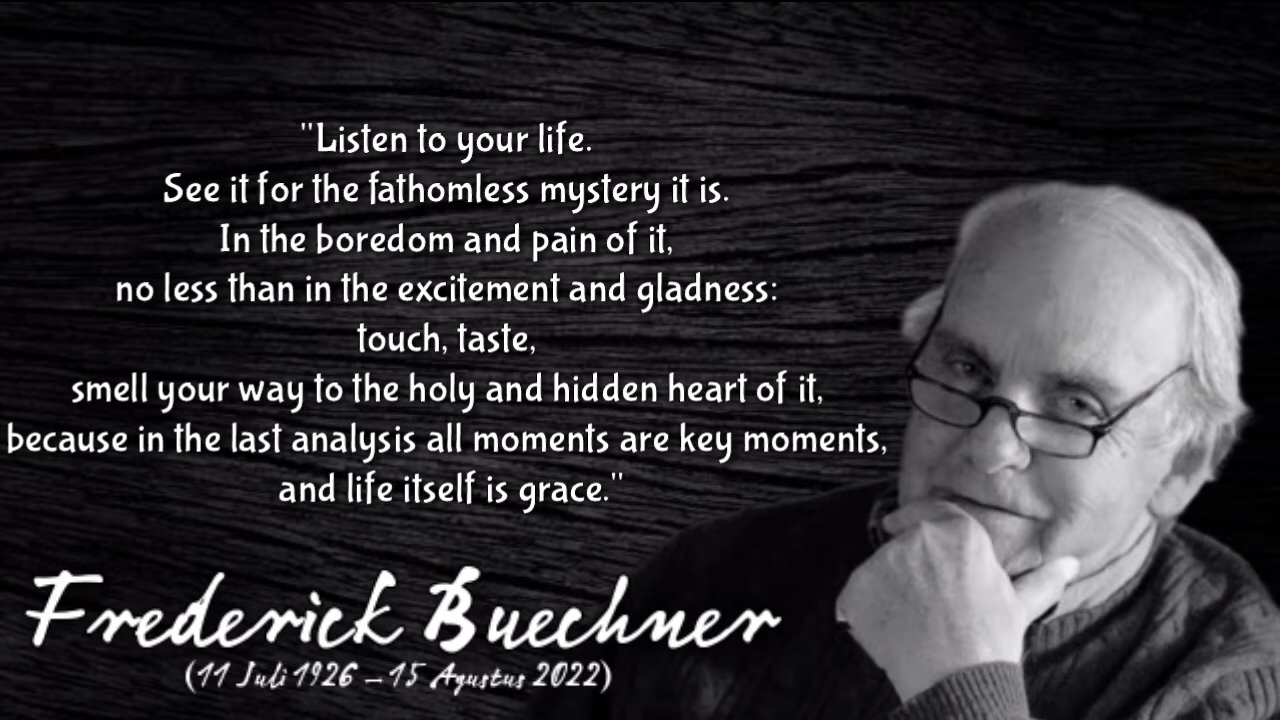 "Listen to your life.
See it for the fathomless mystery it is.
In the boredom and pain of it,
no less than in the excitement and gladness:
touch, taste,
smell your way to the holy and hidden heart of it,
because in the last analysis all moments are key moments,
and life itself is grace."
Frederick Buechner
(11 Juli 1926 – 15 Agustus 2022)